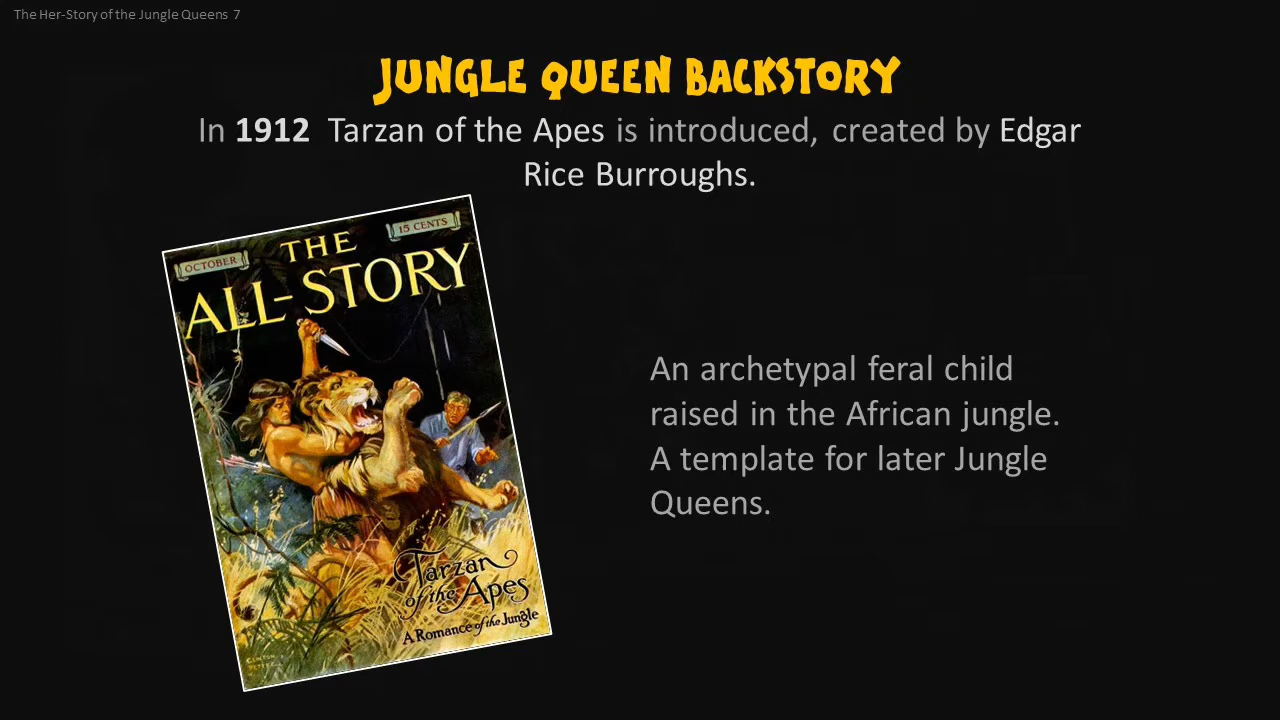 The Her-Story of the Jungle Queens 7
JUNGLE QUEEN BACKSTORY
In 1912 Tarzan of the Apes is introduced, created by Edgar
Rice Burroughs.
OCTOBER
15 CENTS
THE
ALL-STORY
An archetypal feral child
raised in the African jungle.
A template for later Jungle
Queens.
Tarzan
of the Apes
A Romance of the Jungle
CLINTON